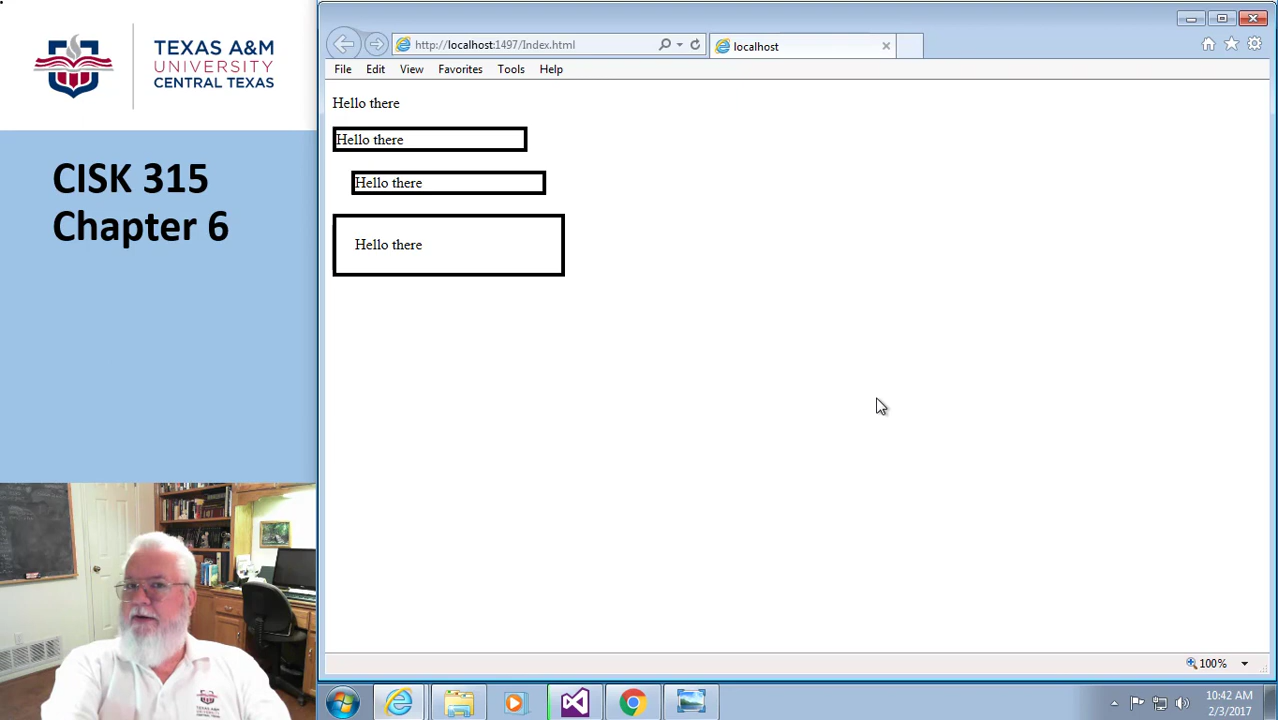 TEXAS A&M
UNIVERSITY
CENTRAL TEXAS
CISK 315
Chapter 6
http://localhost:1497/Index.html
localhost
File Edit View Favorites Tools Help
Hello there
Hello there
Hello there
Hello there
100%
10:42 AM
2/3/2017